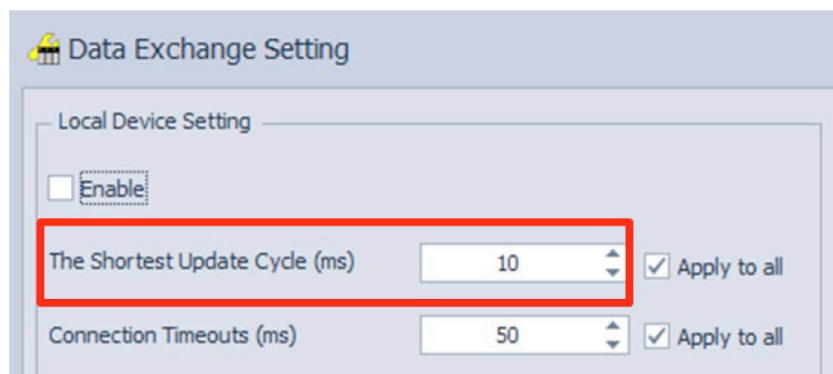 Data Exchange Setting
Local Device Setting
Enable
The Shortest Update Cycle (ms) 10 Apply to all
Connection Timeouts (ms) 50 Apply to all